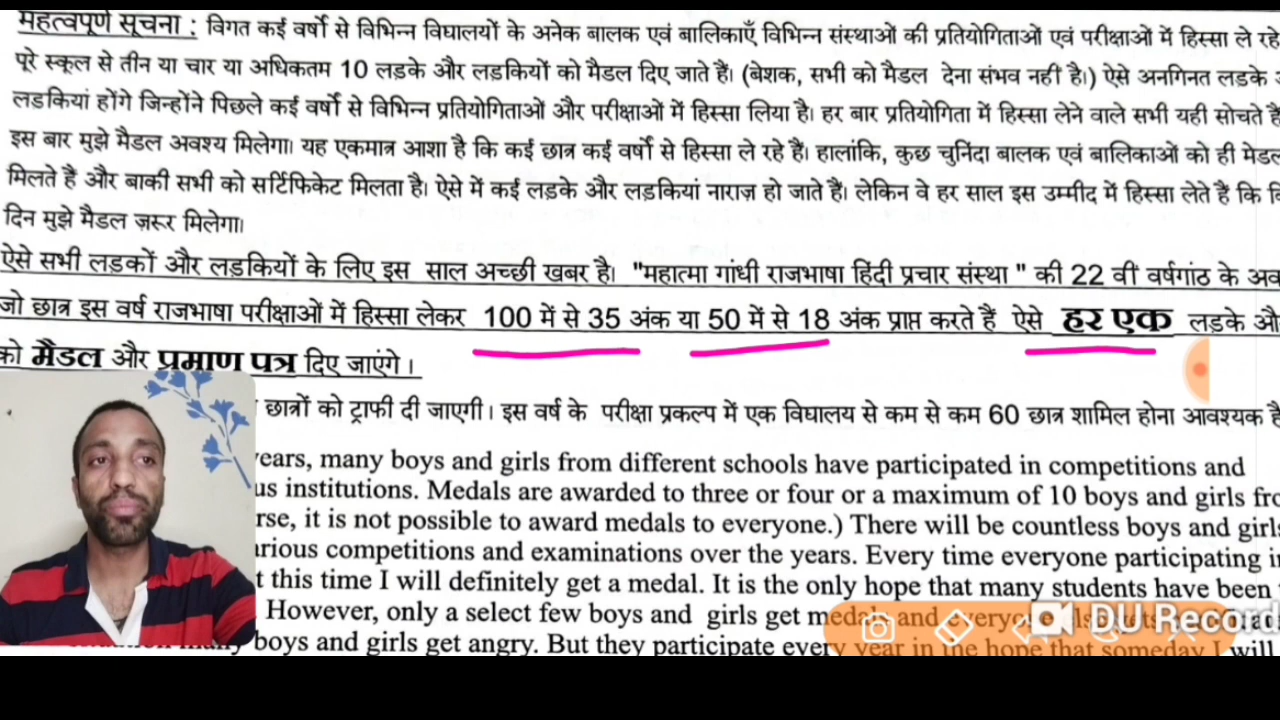 महत्वपूर्ण सूचना : विगत कई वर्षो से विभिन्न विघालयों के अनेक बालक एवं बालिकाएँ विभिन्न संस्थाओं की प्रतियोगिताओं एवं परीक्षाओं में हिस्सा ले रहे
पूरे स्कूल से तीन या चार या अधिकतम 10 लड़के और लड़कियों को मैडल दिए जाते हैं। (बेशक, सभी को मैडल देना संभव नहीं है।) ऐसे अनगिनत लड़के
लडकियां होंगे जिन्होंने पिछले कई वर्षों से विभिन्न प्रतियोगिताओं और परीक्षाओं में हिस्सा लिया है। हर बार प्रतियोगिता में हिस्सा लेने वाले सभी यही सोचते हैं
इस बार मुझे मैडल अवश्य मिलेगा। यह एकमात्र आशा है कि कई छात्र कई वर्षों से हिस्सा ले रहे हैं। हालांकि, कुछ चुनिंदा बालक एवं बालिकाओं को ही मेडल
मिलते हैं और बाकी सभी को सर्टिफिकेट मिलता है। ऐसे में कई लड़के और लड़कियां नाराज़ हो जाते हैं। लेकिन वे हर साल इस उम्मीद में हिस्सा लेते हैं कि
दिन मुझे मैडल ज़रूर मिलेगा।
ऐसे सभी लड़कों और लड़कियों के लिए इस साल अच्छी खबर है। "महात्मा गांधी राजभाषा हिंदी प्रचार संस्था " की 22 वीं वर्षगांठ के
जो छात्र इस वर्ष राजभाषा परीक्षाओं में हिस्सा लेकर 100 में से 35 अंक या 50 में से 18 अंक प्राप्त करते हैं ऐसे हर एक लड़के
को मैडल और प्रमाण पत्र दिए जाएंगे।
छात्रों को ट्राफी दी जाएगी। इस वर्ष के परीक्षा प्रकल्प में एक विघालय से कम से कम 60 छात्र शामिल होना आवश्यक है
years, many boys and girls from different schools have participated in competitions and
us institutions. Medals are awarded to three or four or a maximum of 10 boys and girls
rse, it is not possible to award medals to everyone.) There will be countless boys and girls
arious competitions and examinations over the years. Every time everyone participating
t this time I will definitely get a medal. It is the only hope that many students have been
However, only a select few boys and girls get medals and everyone
DU Record
many boys and girls get angry. But they participate every year in the hope that someday I will